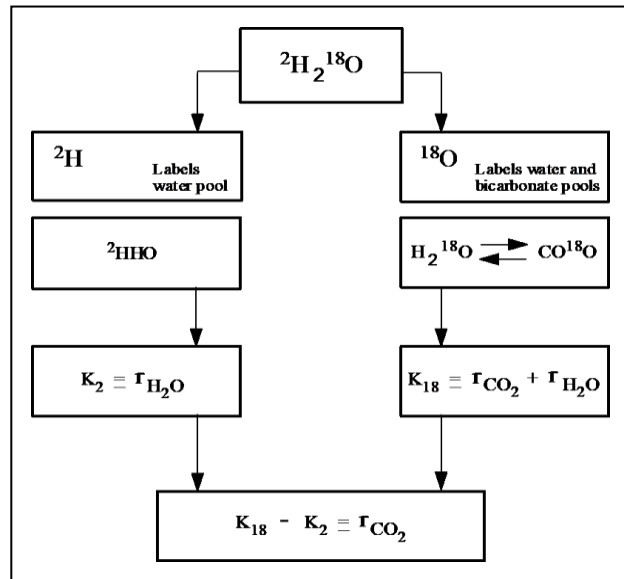 ²H₂¹⁸O
²H
Labels
water pool
¹⁸O
Labels water and
bicarbonate pools
²HHO
H₂¹⁸O ⇄ CO¹⁸O
K₂ = r_H₂O
K₁₈ = r_CO₂ + r_H₂O
K₁₈ - K₂ = r_CO₂